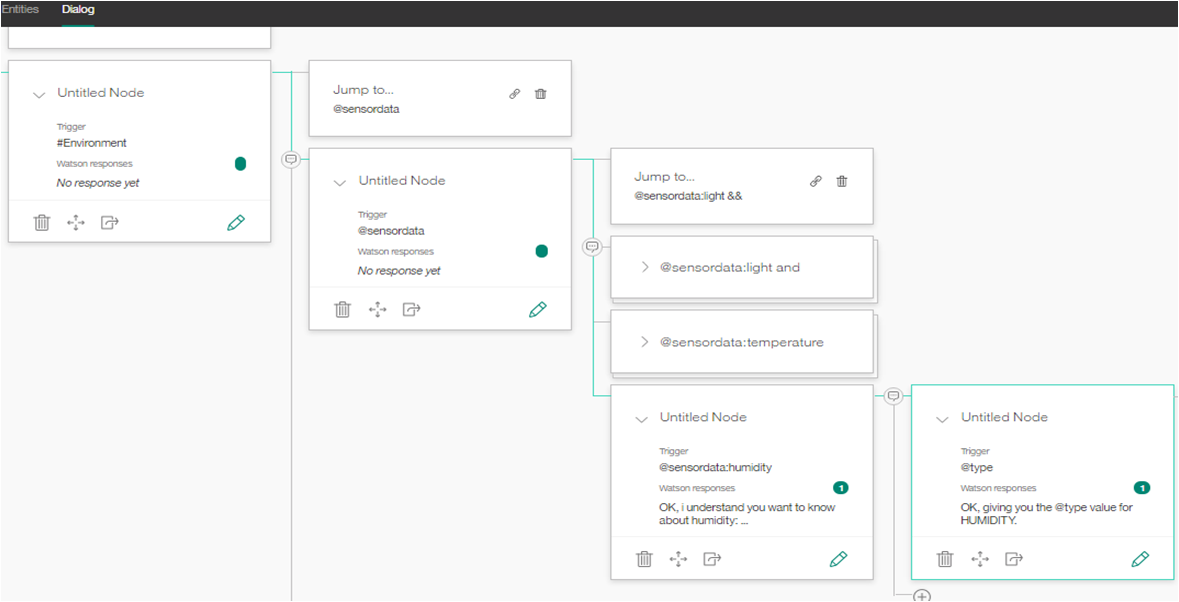 Entities
Dialog
Untitled Node
Trigger
#Environment
Watson responses
No response yet
Jump to...
@sensordata
Untitled Node
Trigger
@sensordata
Watson responses
No response yet
Jump to...
@sensordata:light &&
@sensordata:light and
@sensordata:temperature
Untitled Node
Trigger
@sensordata:humidity
Watson responses
1
OK, i understand you want to know
about humidity: ...
Untitled Node
Trigger
@type
Watson responses
1
OK, giving you the @type value for
HUMIDITY.